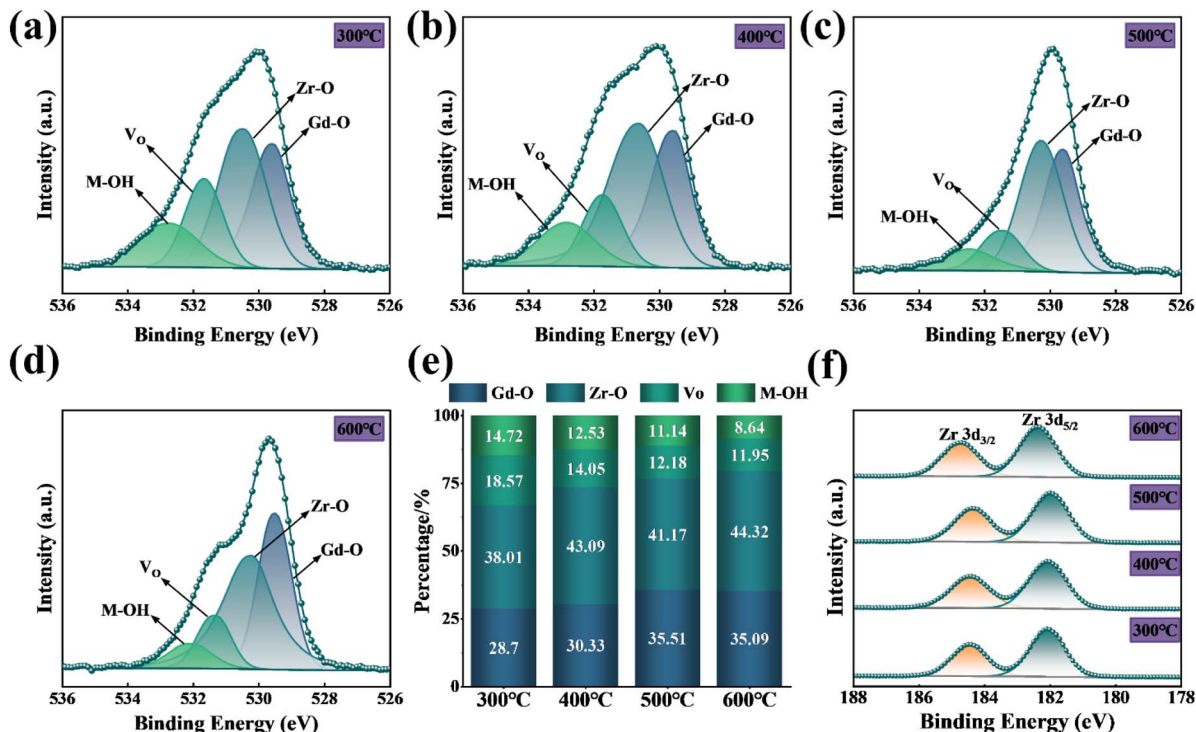 (a)
300°C
Zr-O
Gd-O
Vo
M-OH
Intensity (a.u.)
536 534 532 530 528 526
Binding Energy (eV)
(b)
400°C
Zr-O
Gd-O
Vo
M-OH
Intensity (a.u.)
536 534 532 530 528 526
Binding Energy (eV)
(c)
500°C
Zr-O
Gd-O
Vo
M-OH
Intensity (a.u.)
536 534 532 530 528 526
Binding Energy (eV)
(d)
600°C
Zr-O
Gd-O
Vo
M-OH
Intensity (a.u.)
536 534 532 530 528 526
Binding Energy (eV)
(e)
Gd-O Zr-O Vo M-OH
Percentage/%
100
75
50
25
0
14.72 12.53 11.14 8.64
18.57 14.05 12.18 11.95
38.01 43.09 41.17 44.32
28.7 30.33 35.51 35.09
300°C 400°C 500°C 600°C
(f)
Zr 3d3/2 Zr 3d5/2
600°C
500°C
400°C
300°C
Intensity (a.u.)
188 186 184 182 180 178
Binding Energy (eV)